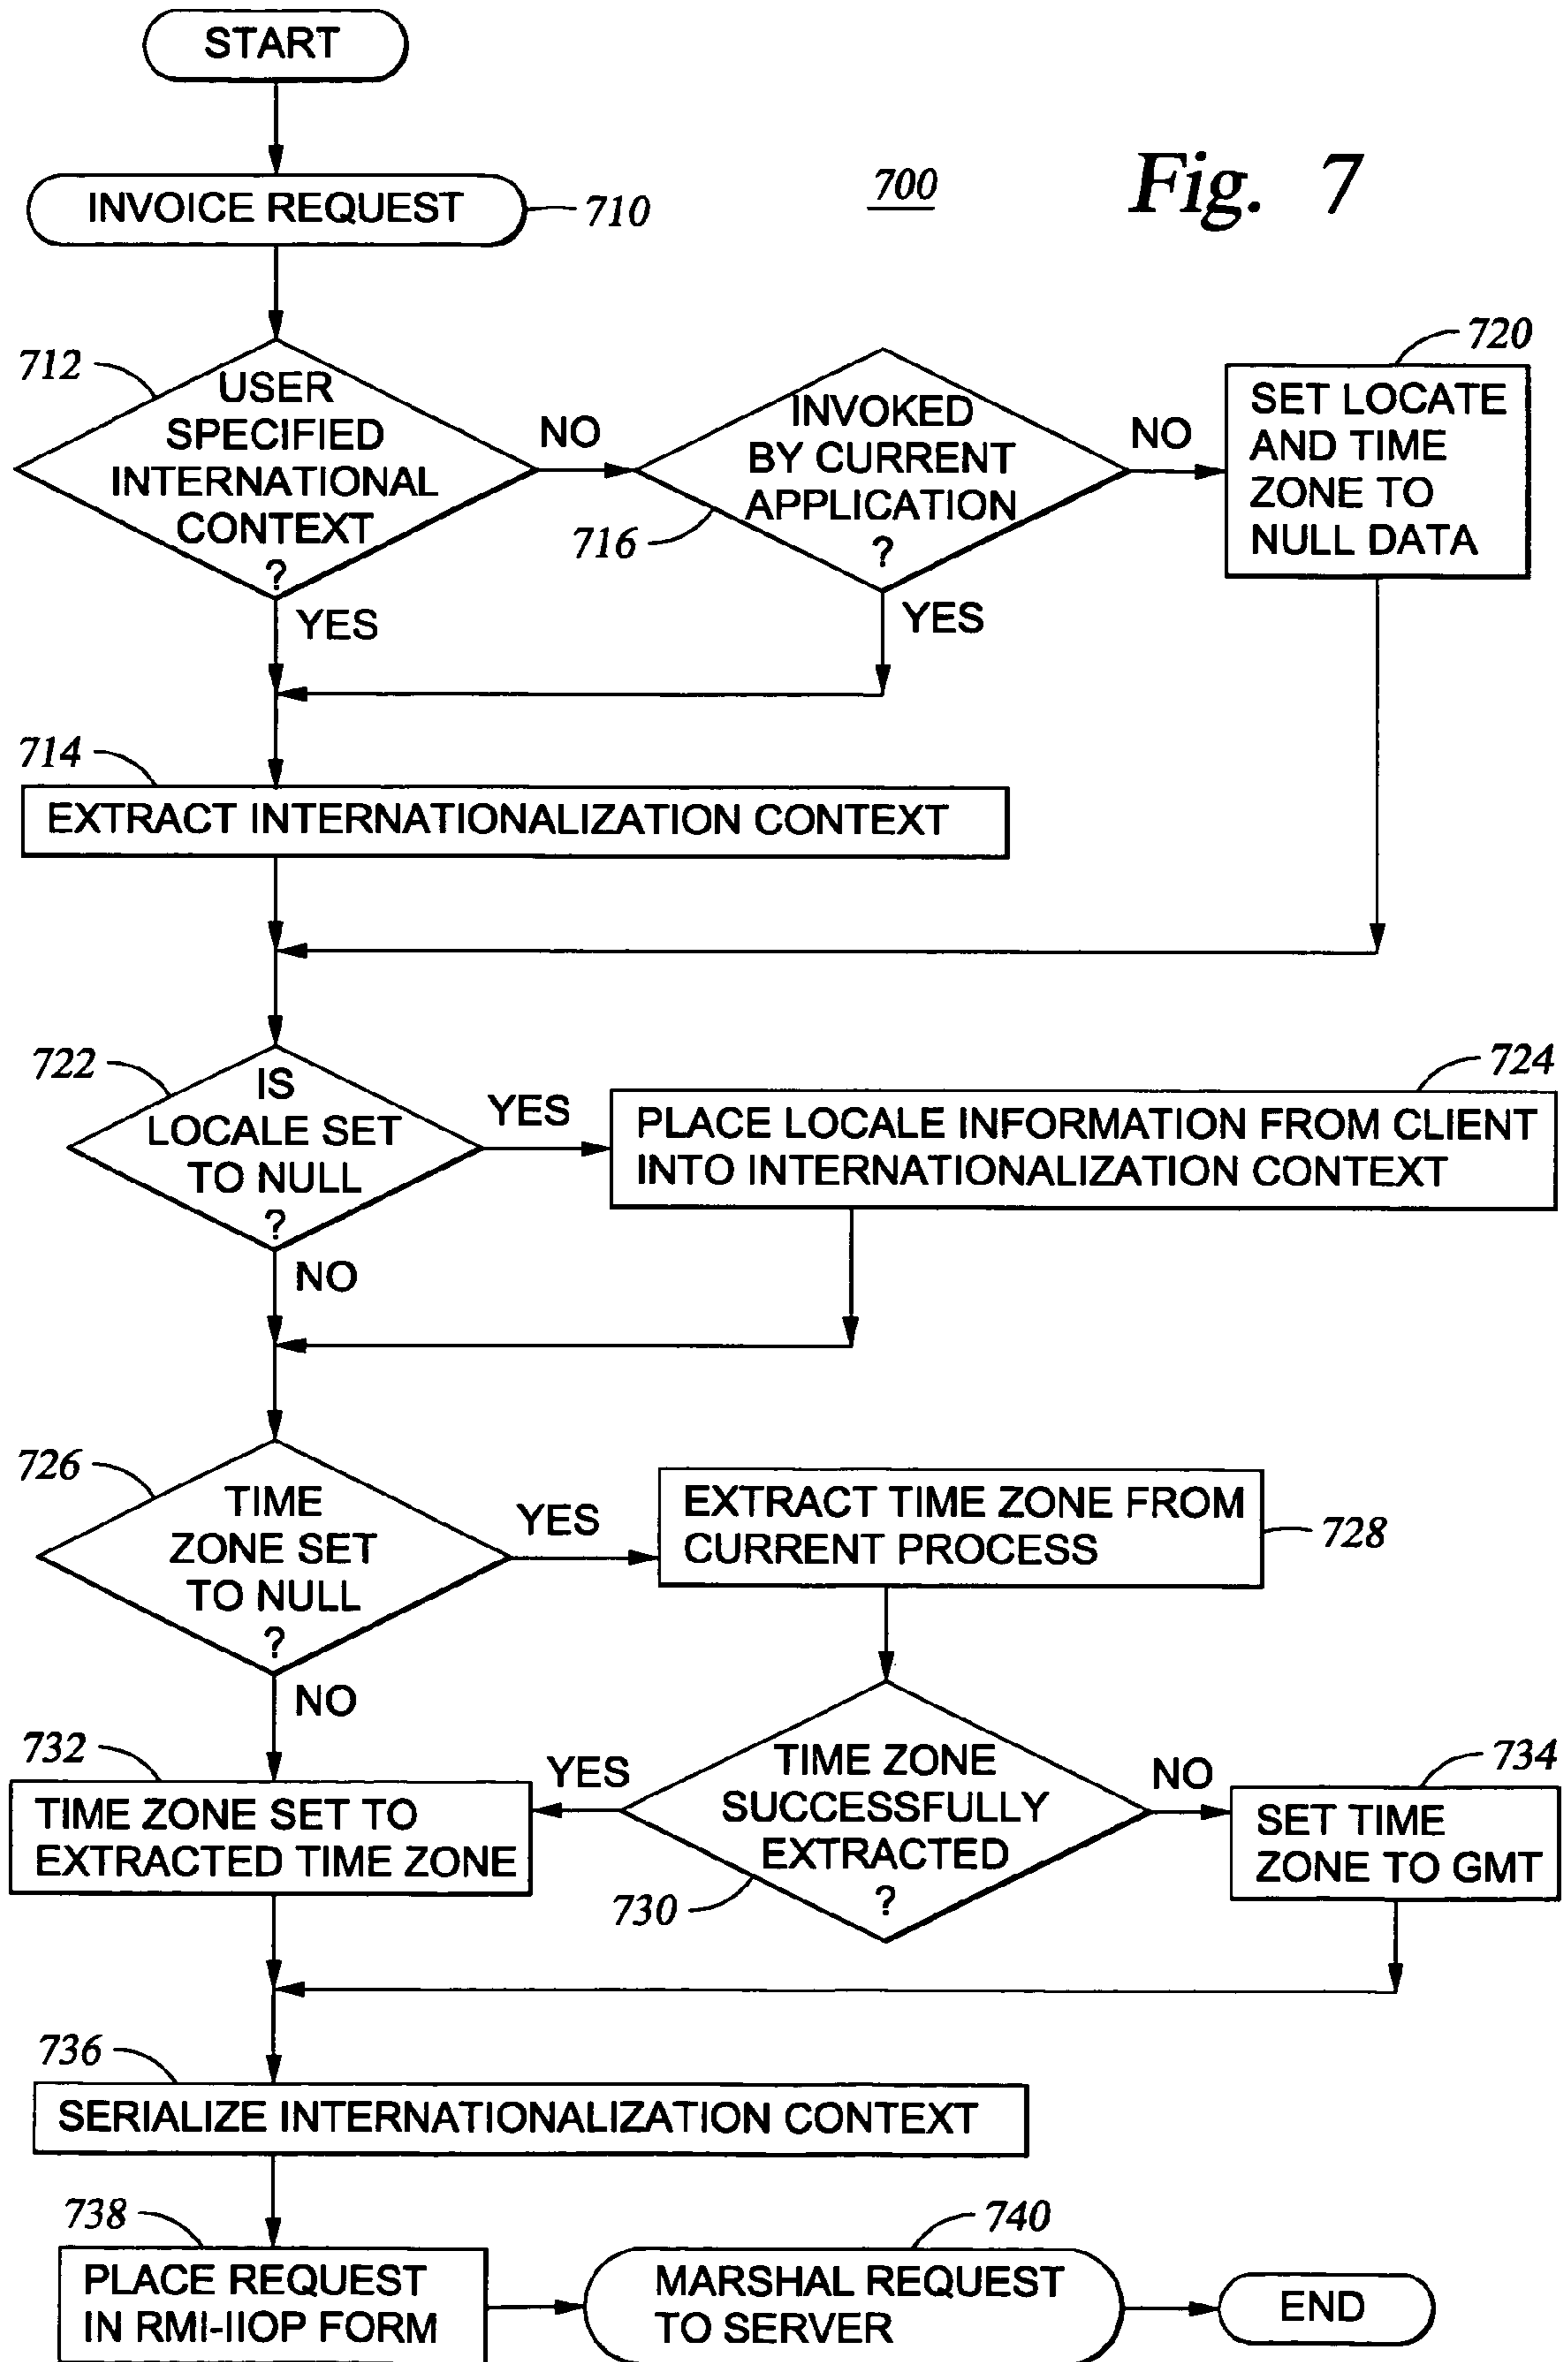 START
INVOICE REQUEST
710
700
Fig. 7
712
USER
SPECIFIED
INTERNATIONAL
CONTEXT
?
NO
YES
INVOKED
BY CURRENT
APPLICATION
?
716
NO
YES
720
SET LOCATE
AND TIME
ZONE TO
NULL DATA
714
EXTRACT INTERNATIONALIZATION CONTEXT
722
IS
LOCALE SET
TO NULL
?
YES
NO
724
PLACE LOCALE INFORMATION FROM CLIENT
INTO INTERNATIONALIZATION CONTEXT
726
TIME
ZONE SET
TO NULL
?
YES
NO
EXTRACT TIME ZONE FROM
CURRENT PROCESS
728
732
TIME ZONE SET TO
EXTRACTED TIME ZONE
YES
TIME ZONE
SUCCESSFULLY
EXTRACTED
?
730
NO
734
SET TIME
ZONE TO GMT
736
SERIALIZE INTERNATIONALIZATION CONTEXT
738
PLACE REQUEST
IN RMI-IIOP FORM
740
MARSHAL REQUEST
TO SERVER
END